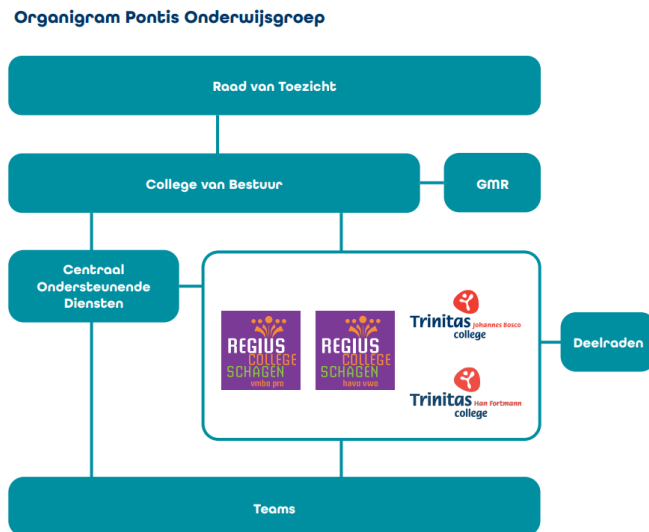 Organigram Pontis Onderwijsgroep
Raad van Toezicht
College van Bestuur
GMR
Centraal
Ondersteunende
Diensten
REGIUS
COLLEGE
SCHAGEN
vmbo pro
REGIUS
COLLEGE
SCHAGEN
havo vwo
Trinitas Johannes Bosco
college
Trinitas Han Fortmann
college
Deelraden
Teams